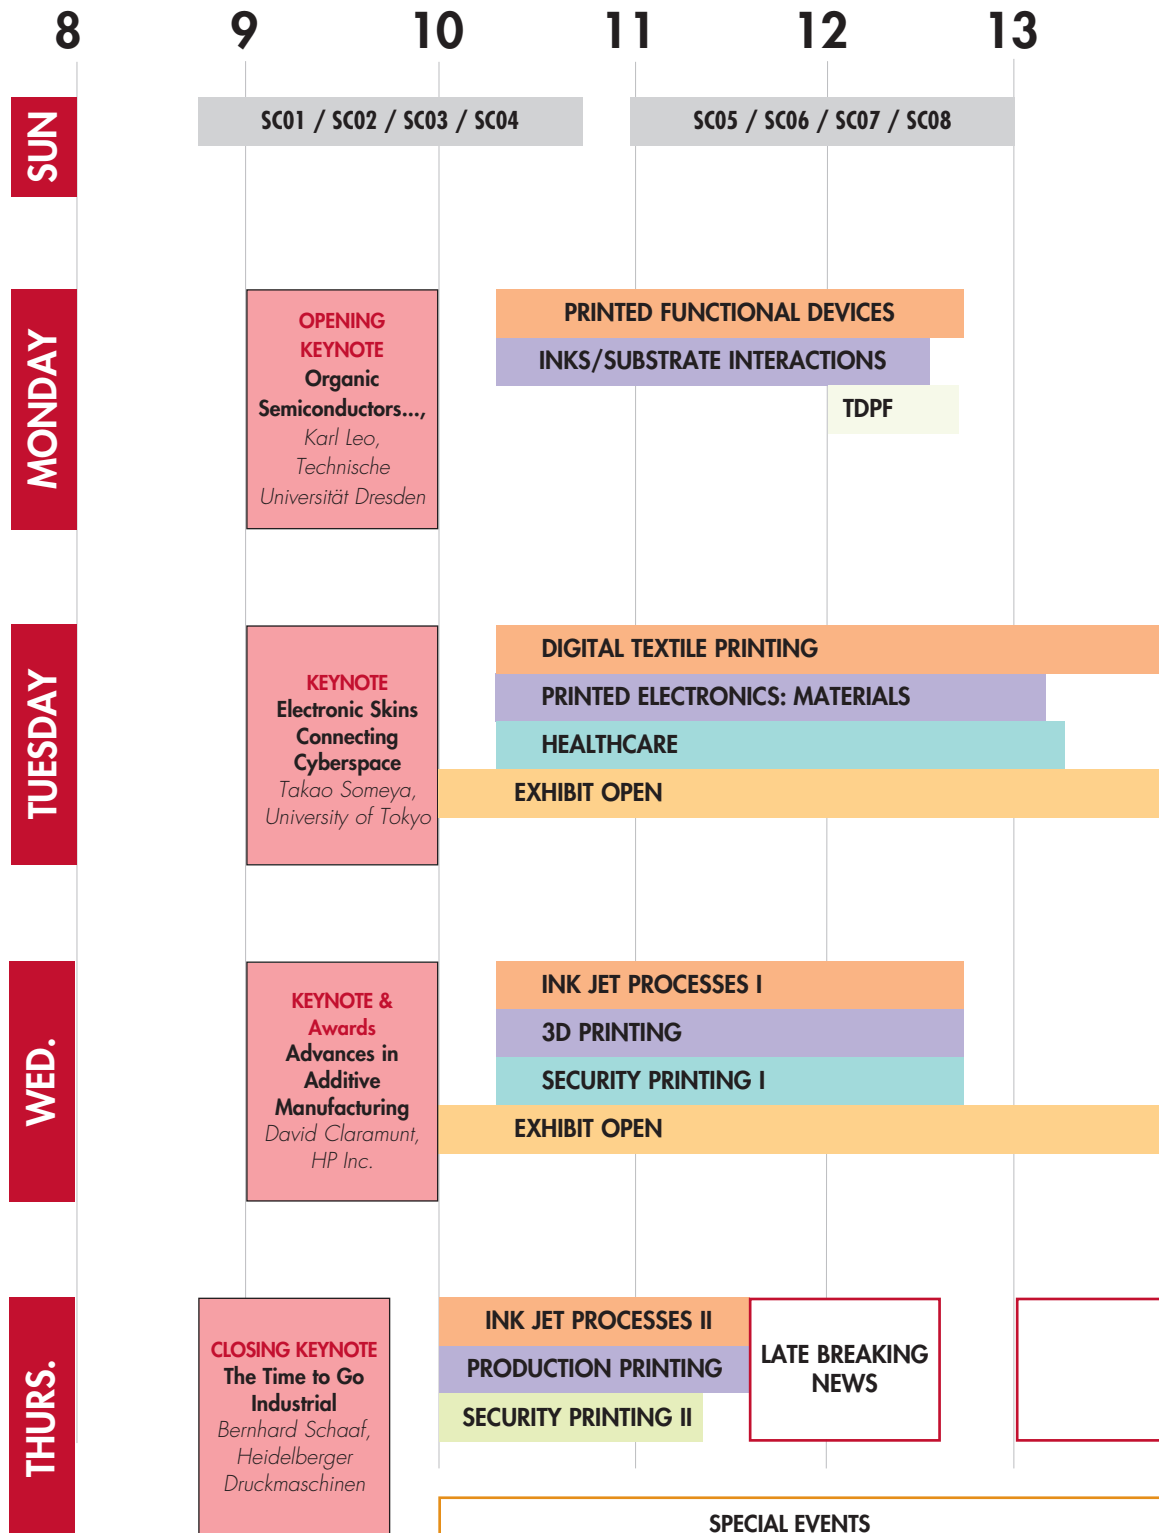 8 9 10 11 12 13
SUN
SC01 / SC02 / SC03 / SC04
SC05 / SC06 / SC07 / SC08
MONDAY
OPENING
KEYNOTE
Organic
Semiconductors...,
Karl Leo,
Technische
Universität Dresden
PRINTED FUNCTIONAL DEVICES
INKS/SUBSTRATE INTERACTIONS
TDPF
TUESDAY
KEYNOTE
Electronic Skins
Connecting
Cyberspace
Takao Someya,
University of Tokyo
DIGITAL TEXTILE PRINTING
PRINTED ELECTRONICS: MATERIALS
HEALTHCARE
EXHIBIT OPEN
WED.
KEYNOTE &
Awards
Advances in
Additive
Manufacturing
David Claramunt,
HP Inc.
INK JET PROCESSES I
3D PRINTING
SECURITY PRINTING I
EXHIBIT OPEN
THURS.
CLOSING KEYNOTE
The Time to Go
Industrial
Bernhard Schaaf,
Heidelberger
Druckmaschinen
INK JET PROCESSES II
PRODUCTION PRINTING
SECURITY PRINTING II
LATE BREAKING
NEWS
SPECIAL EVENTS